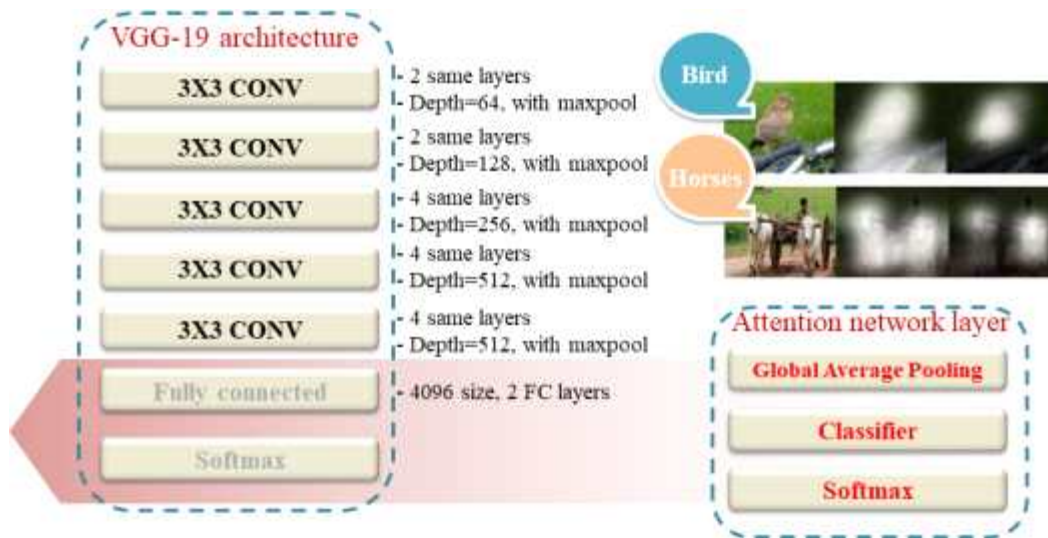 VGG-19 architecture
3X3 CONV
- 2 same layers
- Depth=64, with maxpool
3X3 CONV
- 2 same layers
- Depth=128, with maxpool
3X3 CONV
- 4 same layers
- Depth=256, with maxpool
3X3 CONV
- 4 same layers
- Depth=512, with maxpool
3X3 CONV
- 4 same layers
- Depth=512, with maxpool
Fully connected
- 4096 size, 2 FC layers
Softmax
Bird
Horses
Attention network layer
Global Average Pooling
Classifier
Softmax